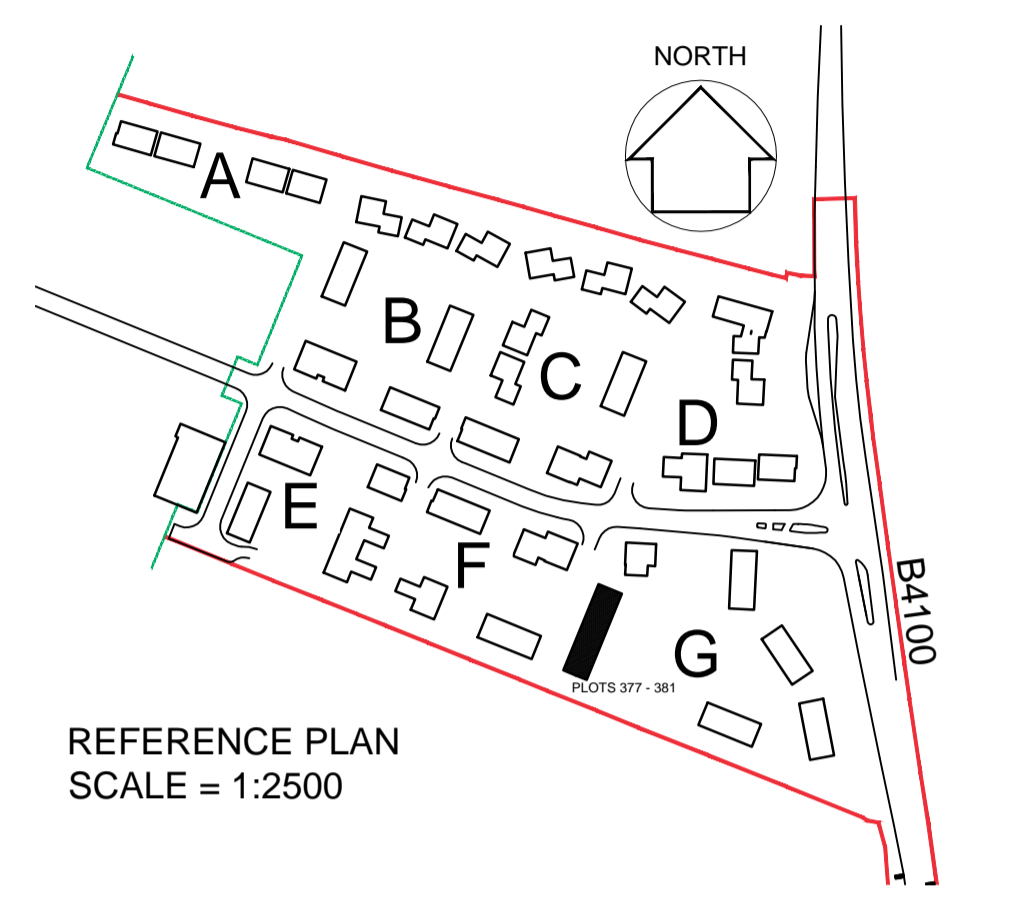 NORTH
A
B
C
D
E
F
G
B4100
PLOTS 377 - 381
REFERENCE PLAN
SCALE = 1:2500